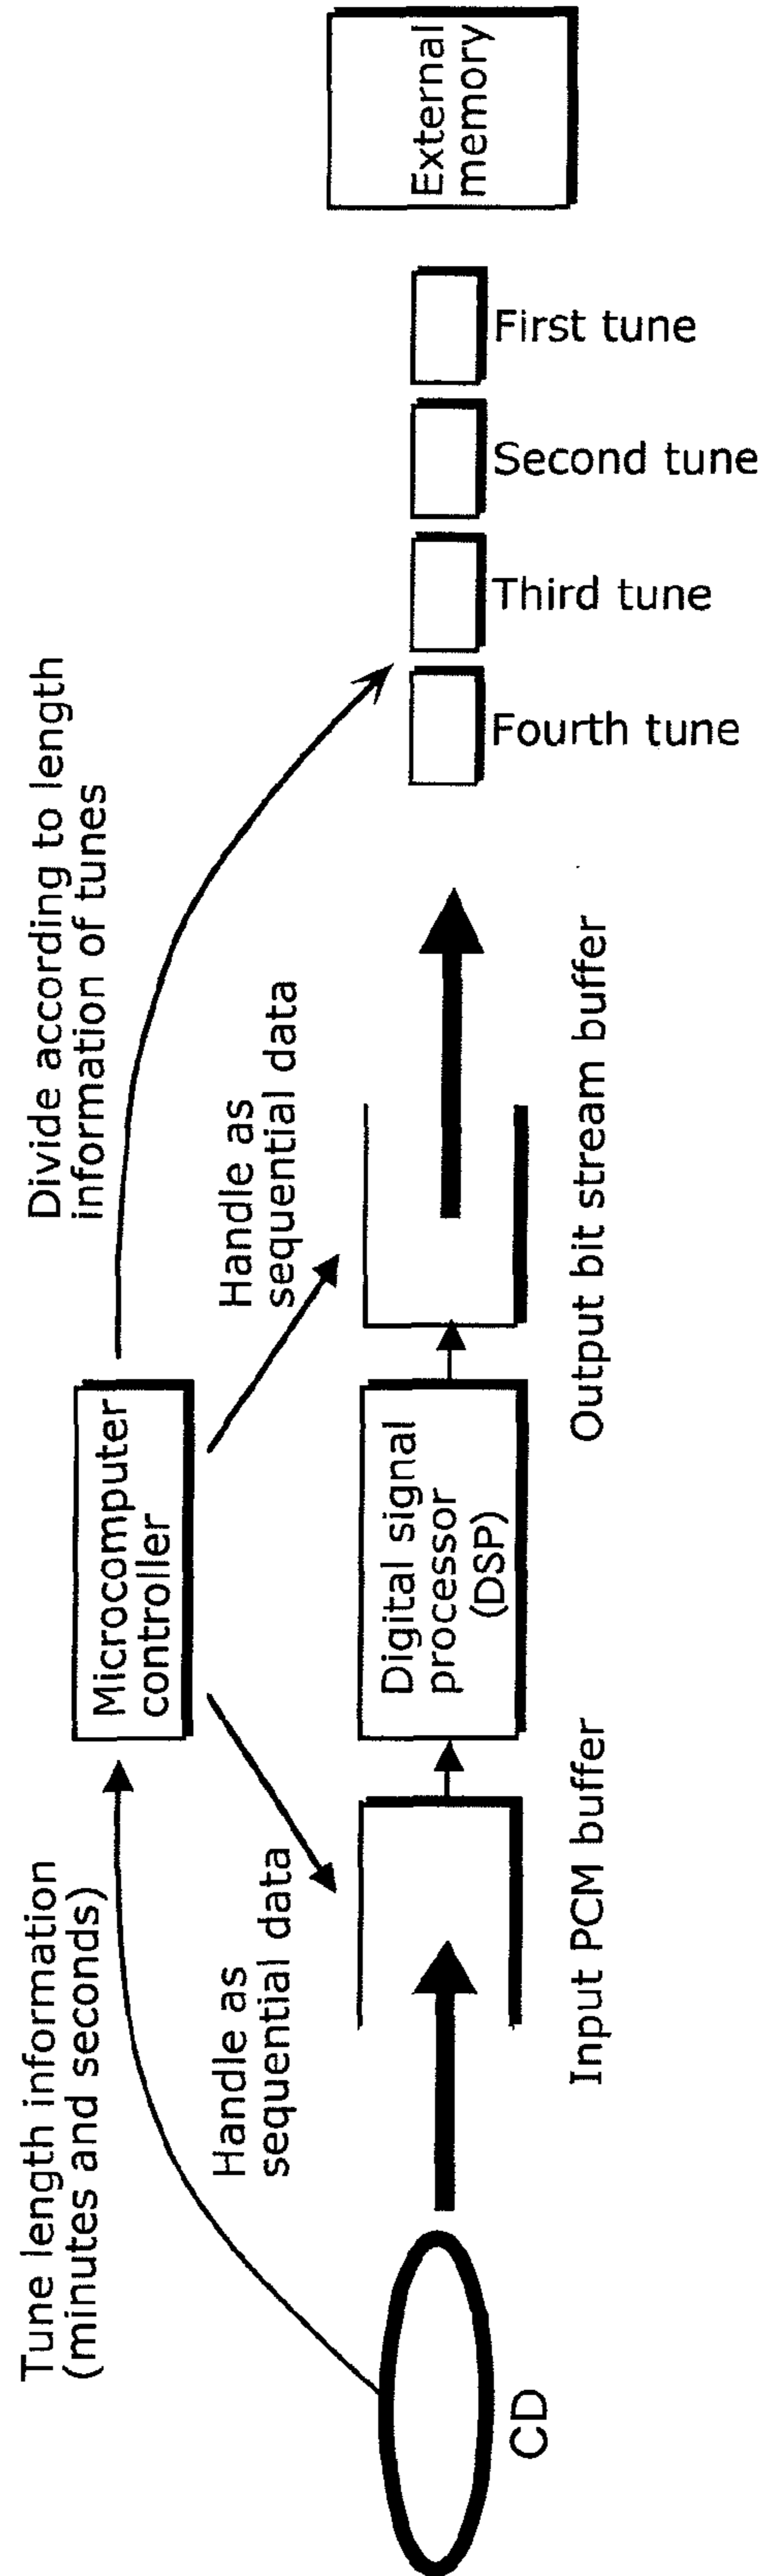 Tune length information
(minutes and seconds)
Microcomputer
controller
Divide according to length
information of tunes
Handle as
sequential data
Handle as
sequential data
CD
Input PCM buffer
Digital signal
processor
(DSP)
Output bit stream buffer
Fourth tune
Third tune
Second tune
First tune
External
memory